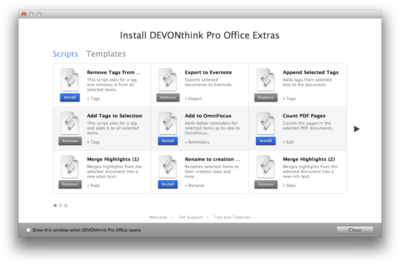 Install DEVONthink Pro Office Extras
Scripts Templates
Remove Tags from ...
This script asks for a tag
and removes it from all
selected items.
Install
• Tags
Export to Evernote
Exports selected
documents to Evernote.
Remove
• Export
Append Selected Tags
Adds tags from selected
text to the document.
Remove
• Tags
Add Tags to Selection
This script asks for a tag
and adds it to all selected
items.
Remove
• Tags
Add to OmniFocus
Adds better reminders for
selected items as to-dos to
OmniFocus.
Install
• Reminders
Count PDF Pages
Counts the pages in the
selected PDF documents.
Install
• Edit
Merge Highlights (1)
Merges highlights from the
selected document into a
new plain text.
Remove
• Data
Rename to creation ...
Renames selected items to
their creation date and
time.
Install
• Rename
Merge Highlights (2)
Merges highlights from the
selected document into a
new rich text.
Remove
• Data
Welcome | Get Support | Tips and Tutorials
Show this window when DEVONthink Pro Office opens
Close